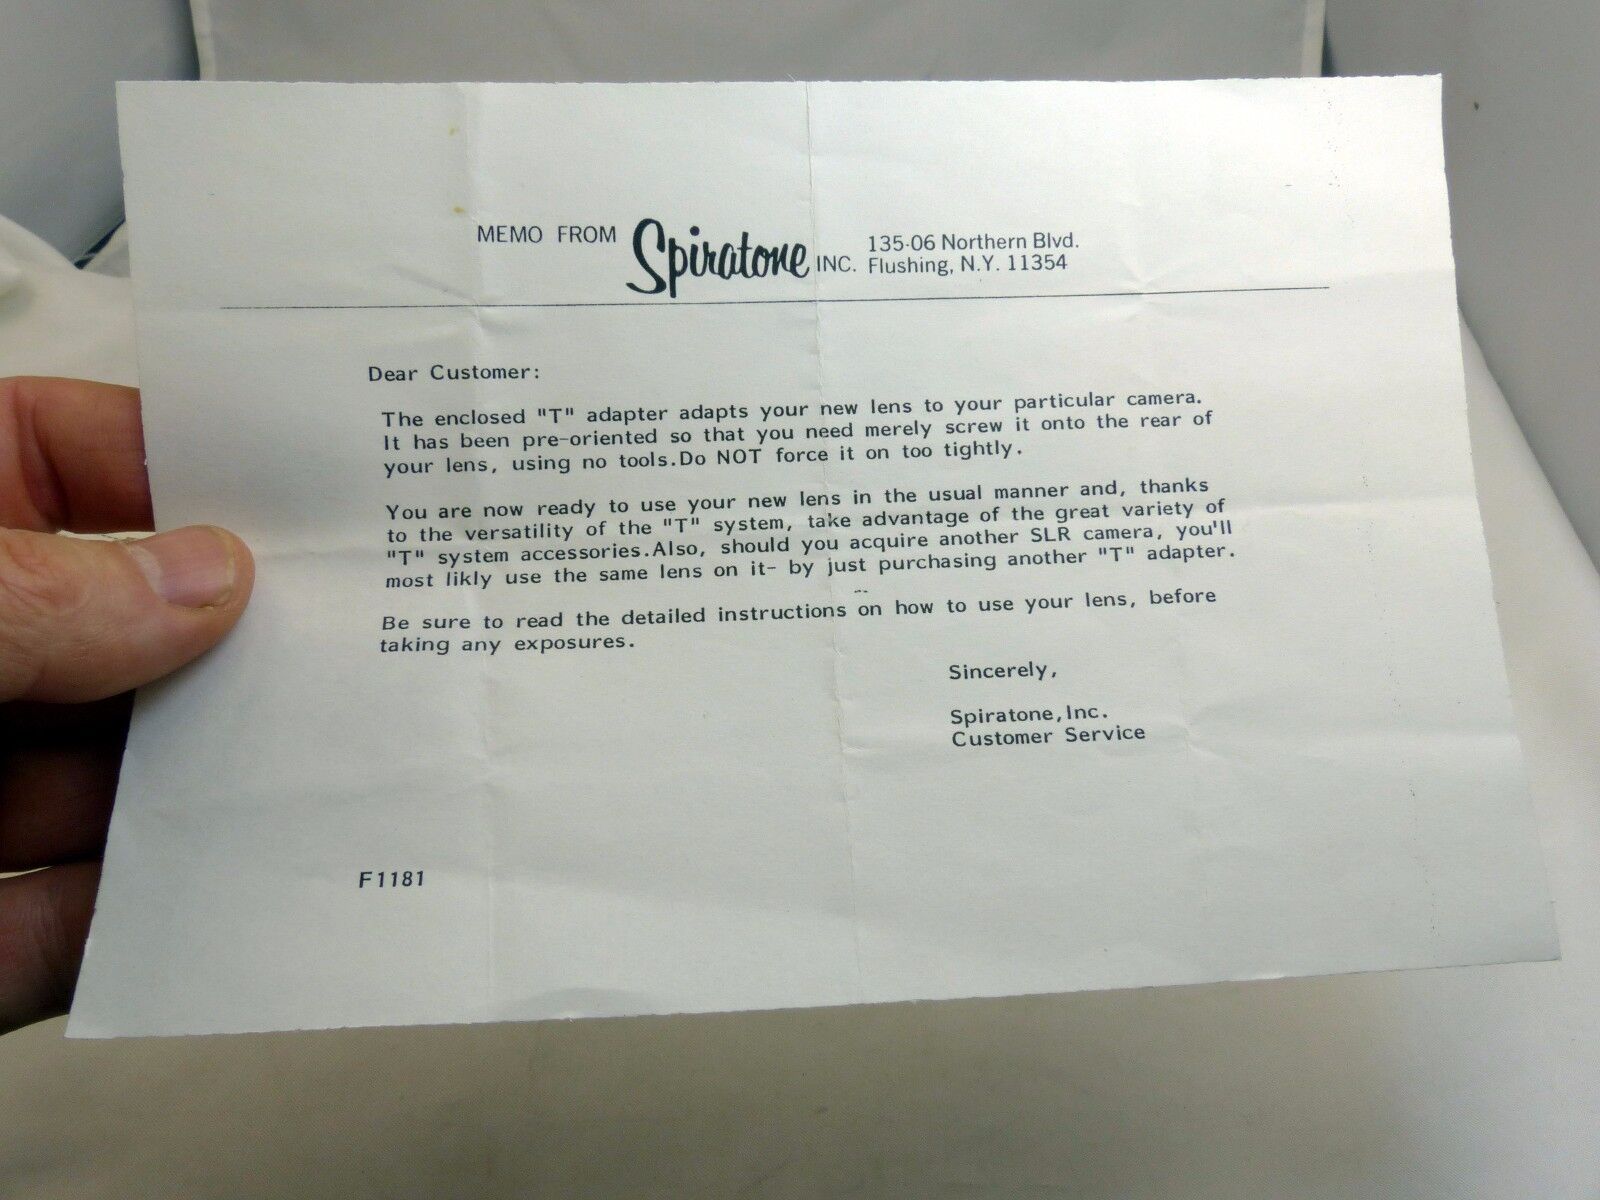 MEMO FROM Spiratone INC. 135-06 Northern Blvd.
Flushing, N.Y. 11354
Dear Customer:
The enclosed "T" adapter adapts your new lens to your particular camera.
It has been pre-oriented so that you need merely screw it onto the rear of
your lens, using no tools.Do NOT force it on too tightly.
You are now ready to use your new lens in the usual manner and, thanks
to the versatility of the "T" system, take advantage of the great variety of
"T" system accessories.Also, should you acquire another SLR camera, you'll
most likly use the same lens on it- by just purchasing another "T" adapter.
Be sure to read the detailed instructions on how to use your lens, before
taking any exposures.
Sincerely,
Spiratone,Inc.
Customer Service
F1181